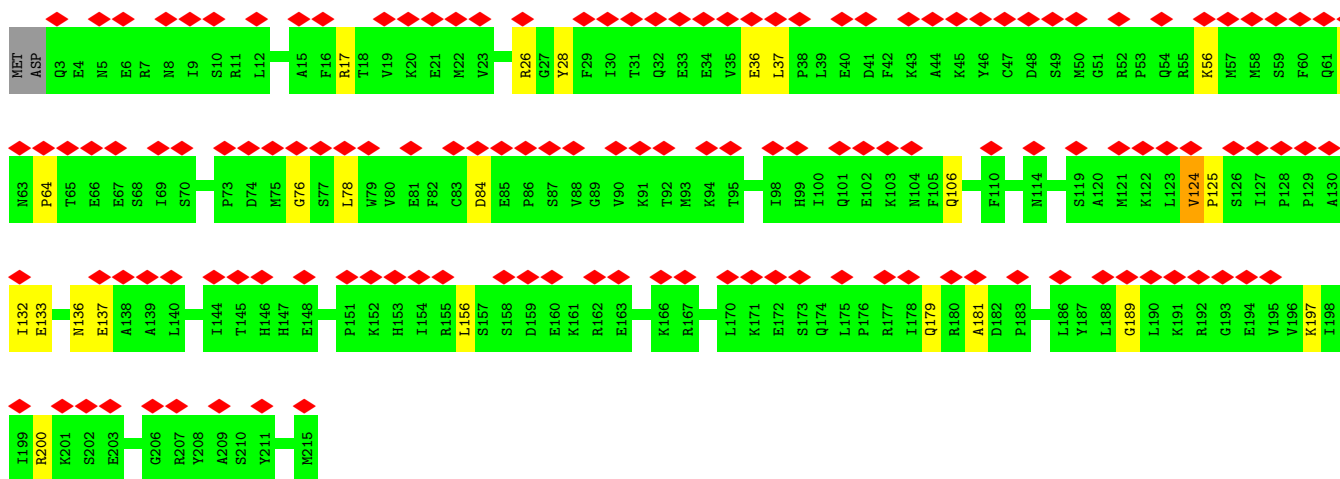 MET ASP Q3 E4 N5 E6 R7 N8 I9 S10 R11 L12 A15 F16 R17 T18 V19 K20 E21 M22 V23 R26 G27 Y28 F29 I30 T31 Q32 E33 E34 V35 E36 L37 P38 L39 E40 D41 F42 K43 A44 K45 Y46 C47 D48 S49 M50 G51 R52 P53 Q54 R55 K56 M57 M58 S59 F60 Q61
N63 P64 T65 E66 E67 S68 I69 S70 P73 D74 M75 G76 S77 L78 W79 V80 E81 F82 C83 D84 E85 P86 S87 V88 G89 V90 K91 T92 M93 K94 T95 I98 H99 I100 Q101 E102 K103 N104 F105 Q106 F110 N114 S119 A120 M121 K122 L123 V124 P125 S126 I127 P128 P129 A130
I132 E133 N136 E137 A138 A139 L140 I144 T145 H146 H147 E148 P151 K152 H153 I154 R155 L156 S157 S158 D159 E160 K161 R162 E163 K166 R167 L170 K171 E172 S173 Q174 L175 P176 R177 I178 Q179 R180 A181 D182 P183 L186 Y187 L188 G189 L190 K191 R192 G193 E194 V195 V196 K197 I198
I199 R200 K201 S202 E203 G206 R207 Y208 A209 S210 Y211 M215